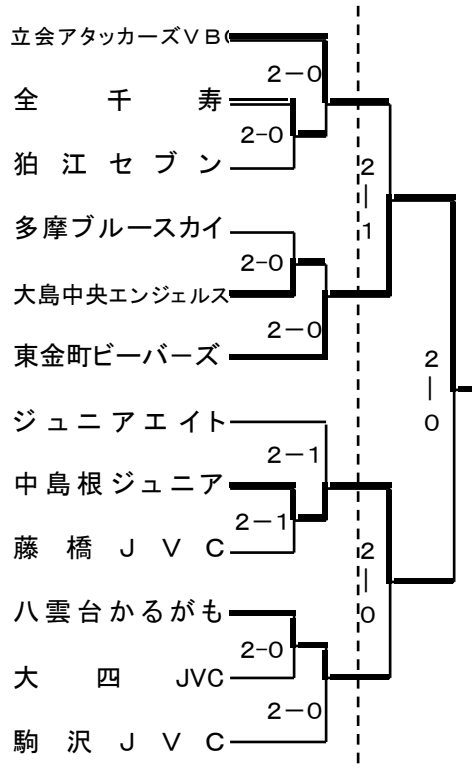 立会アタッカーズＶＢＣ
２－０
全 千 寿
2-0
狛 江 セ ブ ン
２｜１
多摩ブルースカイ
2-0
大島中央エンジェルス
２－０
東金町ビーバーズ
２｜０
ジュニアエイト
２－１
中島根ジュニア
２－１
藤 橋 Ｊ Ｖ Ｃ
２｜０
八雲台かるがも
2-0
大 四 JVC
２－０
駒 沢 Ｊ Ｖ Ｃ